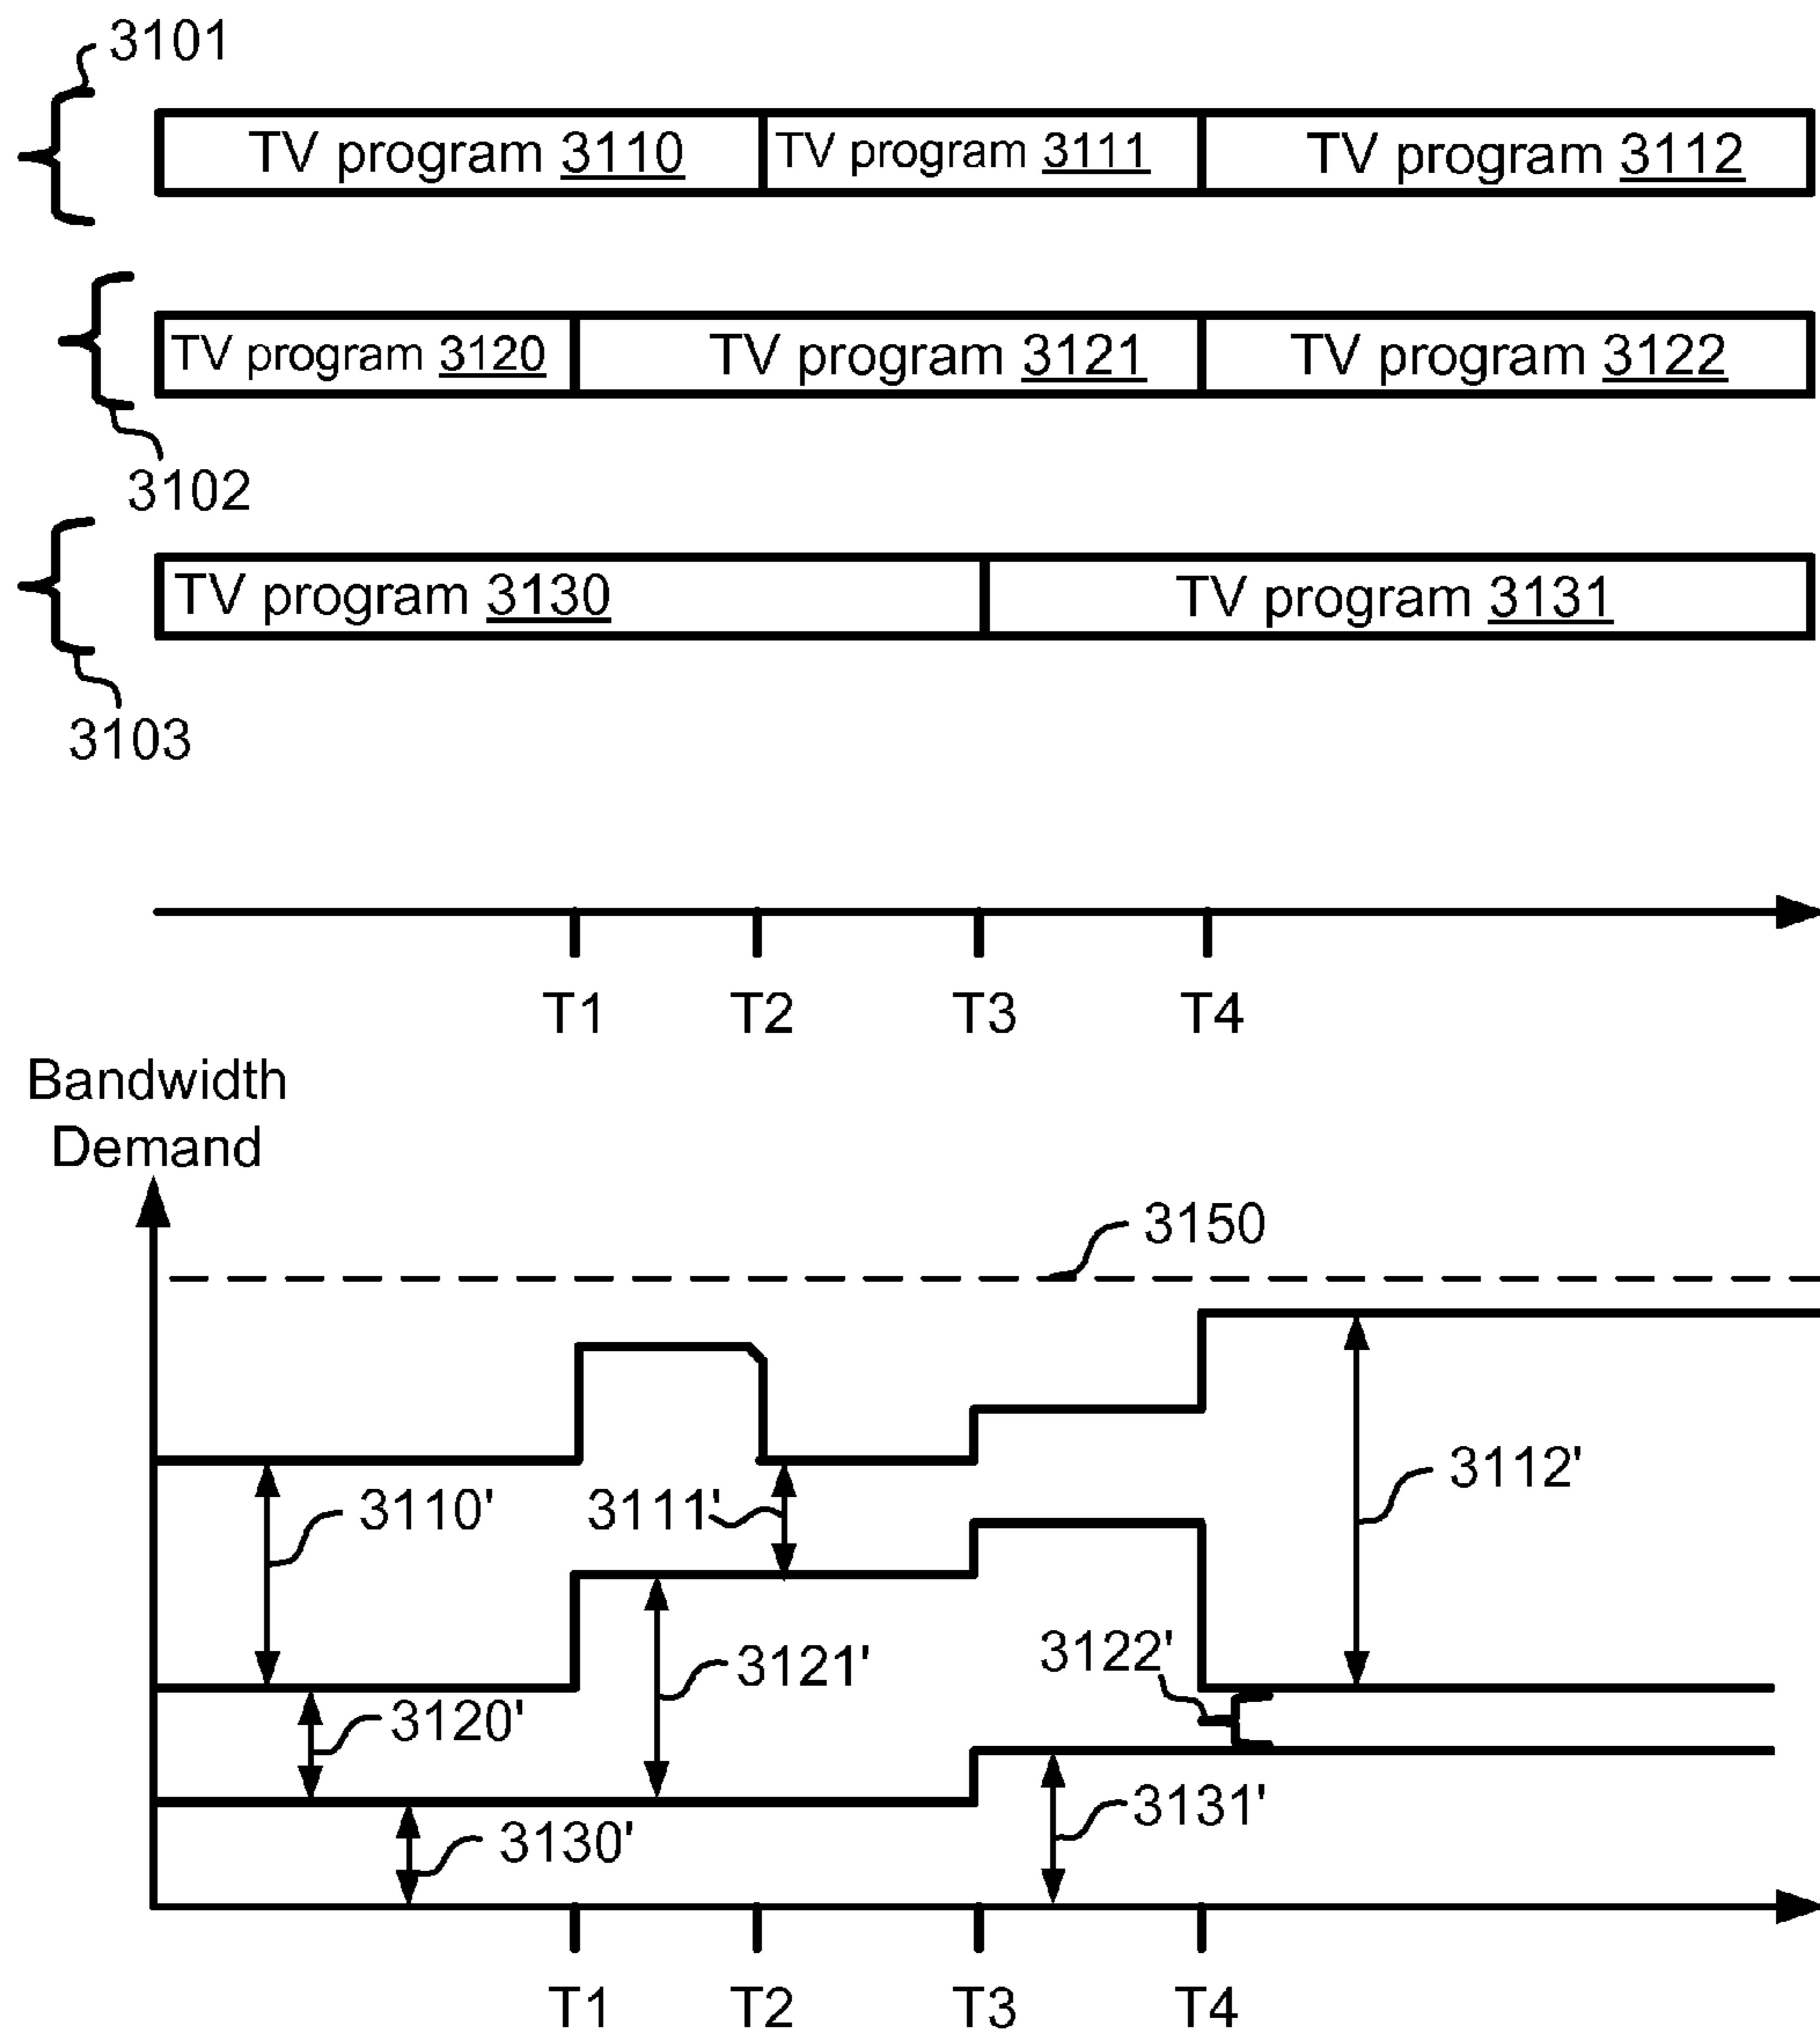 3101
TV program 3110 TV program 3111 TV program 3112
TV program 3120 TV program 3121 TV program 3122
3102
TV program 3130 TV program 3131
3103
T1 T2 T3 T4
Bandwidth
Demand
3150
3112'
3110' 3111'
3122'
3121'
3120'
3131'
3130'
T1 T2 T3 T4